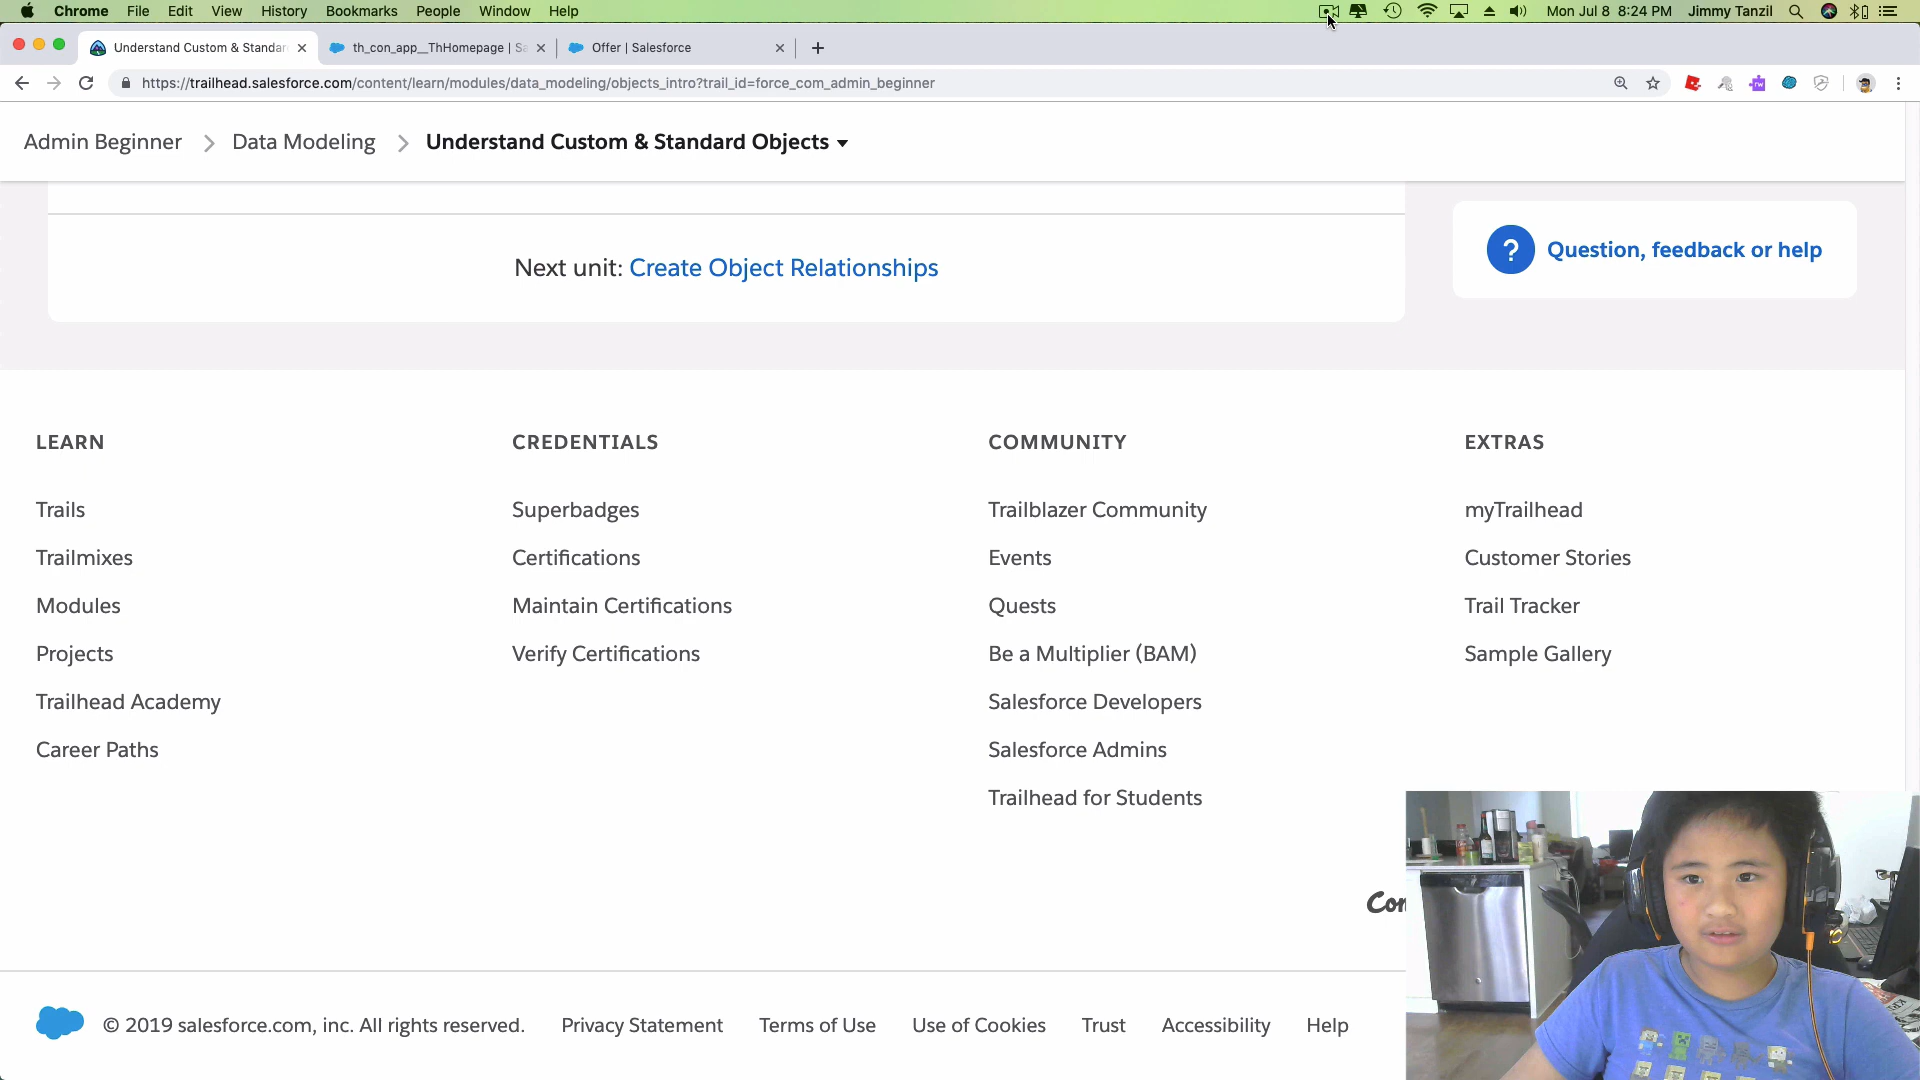 Chrome File Edit View History Bookmarks People Window Help
Mon Jul 8 8:24 PM Jimmy Tanzil
Understand Custom & Standar
th_con_app__ThHomepage | Sa
Offer | Salesforce
https://trailhead.salesforce.com/content/learn/modules/data_modeling/objects_intro?trail_id=force_com_admin_beginner
Admin Beginner
Data Modeling
Understand Custom & Standard Objects
Next unit: Create Object Relationships
? Question, feedback or help
LEARN
Trails
Trailmixes
Modules
Projects
Trailhead Academy
Career Paths
CREDENTIALS
Superbadges
Certifications
Maintain Certifications
Verify Certifications
COMMUNITY
Trailblazer Community
Events
Quests
Be a Multiplier (BAM)
Salesforce Developers
Salesforce Admins
Trailhead for Students
EXTRAS
myTrailhead
Customer Stories
Trail Tracker
Sample Gallery
© 2019 salesforce.com, inc. All rights reserved.
Privacy Statement
Terms of Use
Use of Cookies
Trust
Accessibility
Help